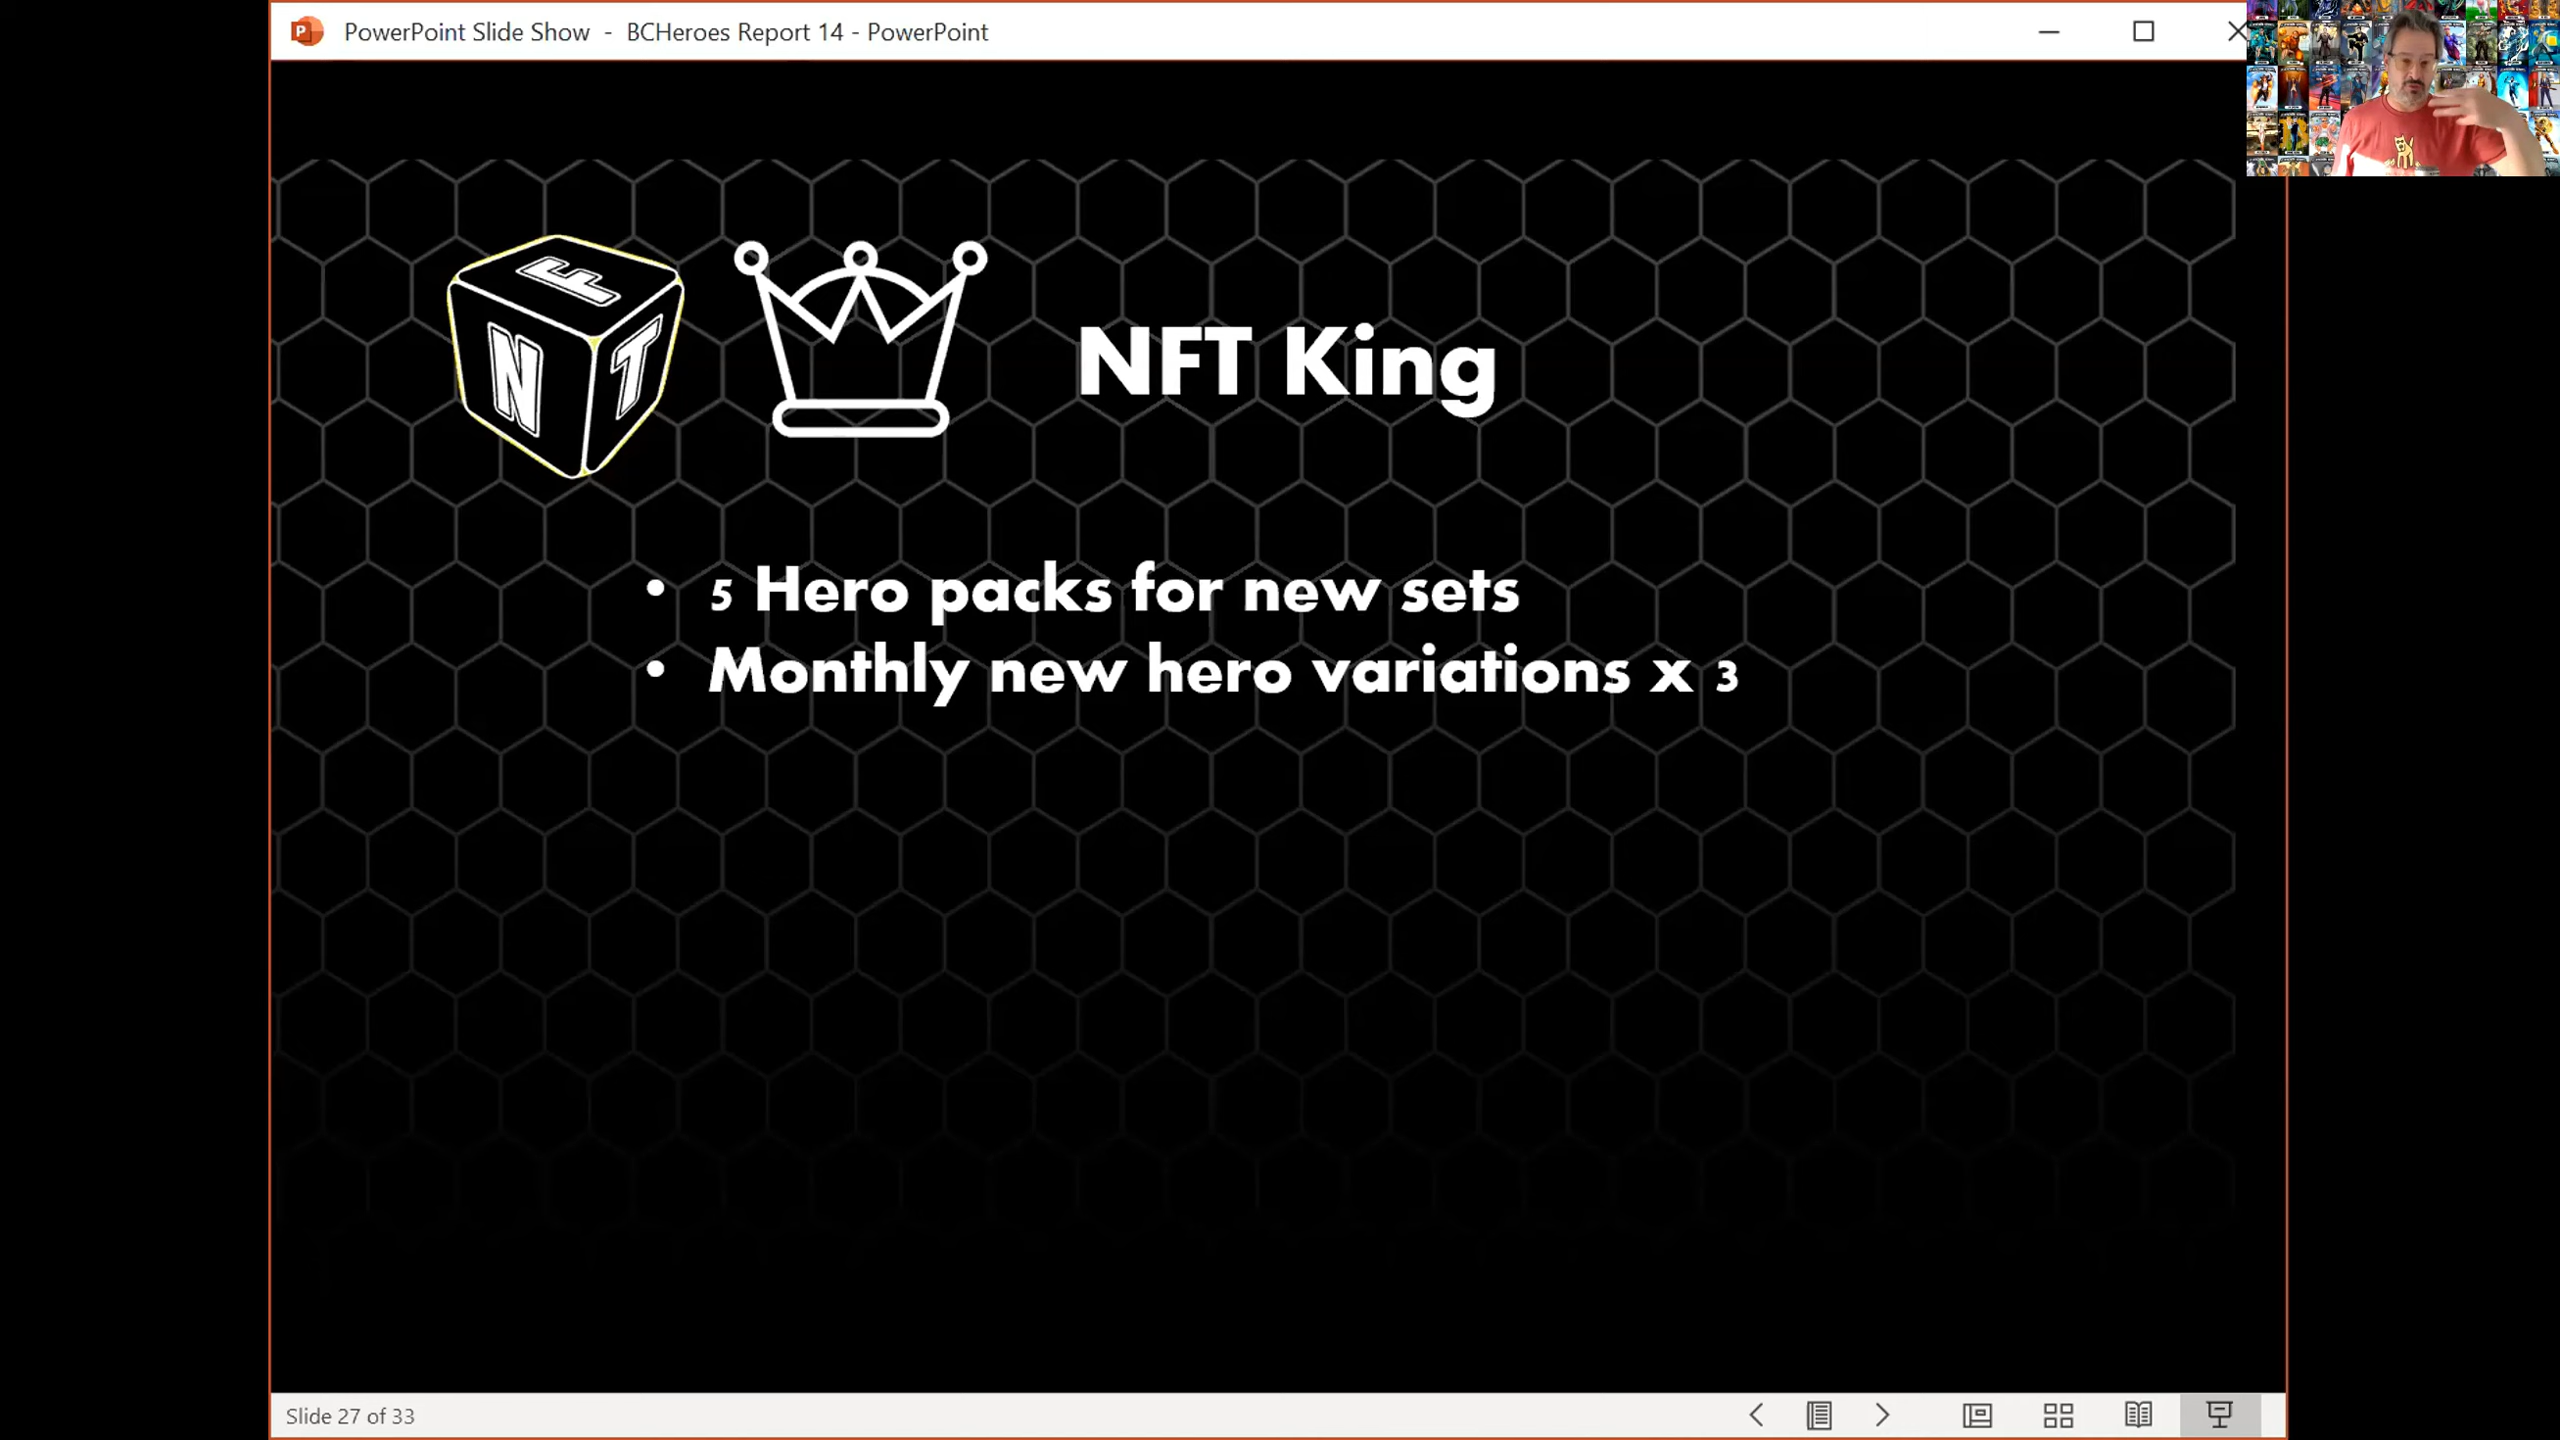 PowerPoint Slide Show - BCHeroes Report 14 - PowerPoint
N F T
NFT King
• 5 Hero packs for new sets
• Monthly new hero variations x 3
Slide 27 of 33